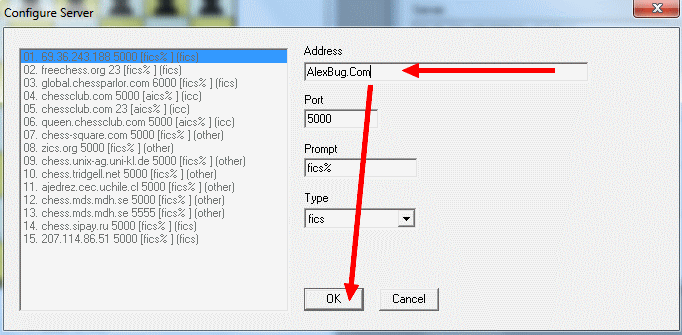 Configure Server
01. 69.36.243.188 5000 [fics% ] (fics)
02. freechess.org 23 [fics% ] (fics)
03. global.chessparlor.com 6000 [fics% ] (fics)
04. chessclub.com 5000 [aics% ] (icc)
05. chessclub.com 23 [aics% ] (icc)
06. queen.chessclub.com 5000 [aics% ] (icc)
07. chess-square.com 5000 [fics% ] (other)
08. zics.org 5000 [fics% ] (other)
09. chess.unix-ag.uni-kl.de 5000 [fics% ] (other)
10. chess.tridgell.net 5000 [fics% ] (other)
11. ajedrez.cec.uchile.cl 5000 [fics% ] (other)
12. chess.mds.mdh.se 5000 [fics% ] (other)
13. chess.mds.mdh.se 5555 [fics% ] (other)
14. chess.sipay.ru 5000 [fics% ] (fics)
15. 207.114.86.51 5000 [fics% ] (fics)
Address
AlexBug.Com
Port
5000
Prompt
fics%
Type
fics
OK
Cancel